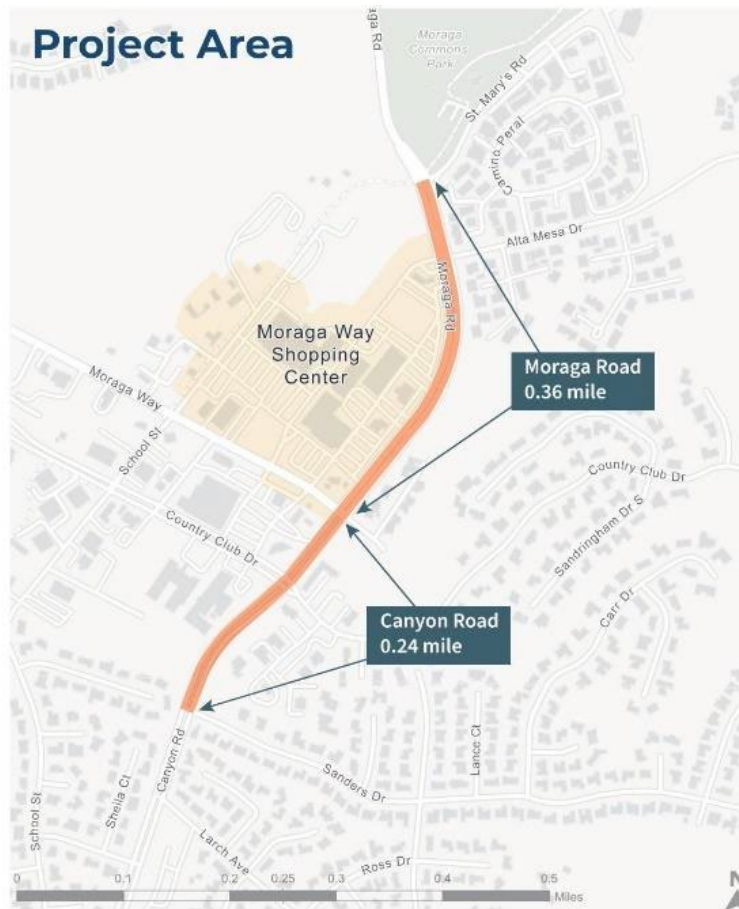 Project Area
Moraga Rd
Moraga
Commons
Park
St. Mary's Rd
Camino Peral
Alta Mesa Dr
Moraga Rd
Moraga Way
Shopping
Center
Moraga Road
0.36 mile
Moraga Way
School St
Country Club Dr
Country Club Dr
Sandringham Dr S
Carr Dr
Canyon Road
0.24 mile
Canyon Rd
Sheila Ct
School St
Lance Ct
Sanders Dr
Larch Ave
Ross Dr
0 0.1 0.2 0.25 0.3 0.4 0.5
Miles
N